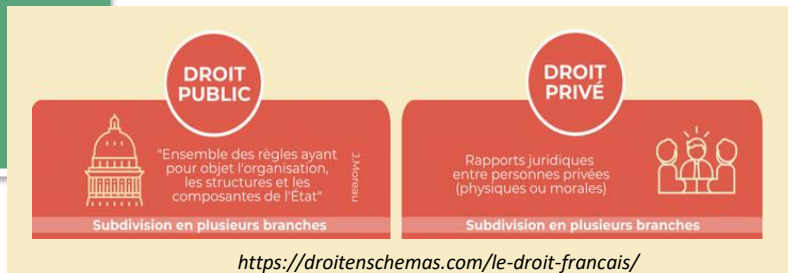 DROIT
PUBLIC
"Ensemble des règles ayant
pour objet l'organisation,
les structures et les
composantes de l'État"
J.Moreau
Subdivision en plusieurs branches
DROIT
PRIVÉ
Rapports juridiques
entre personnes privées
(physiques ou morales)
Subdivision en plusieurs branches
https://droitenschemas.com/le-droit-francais/